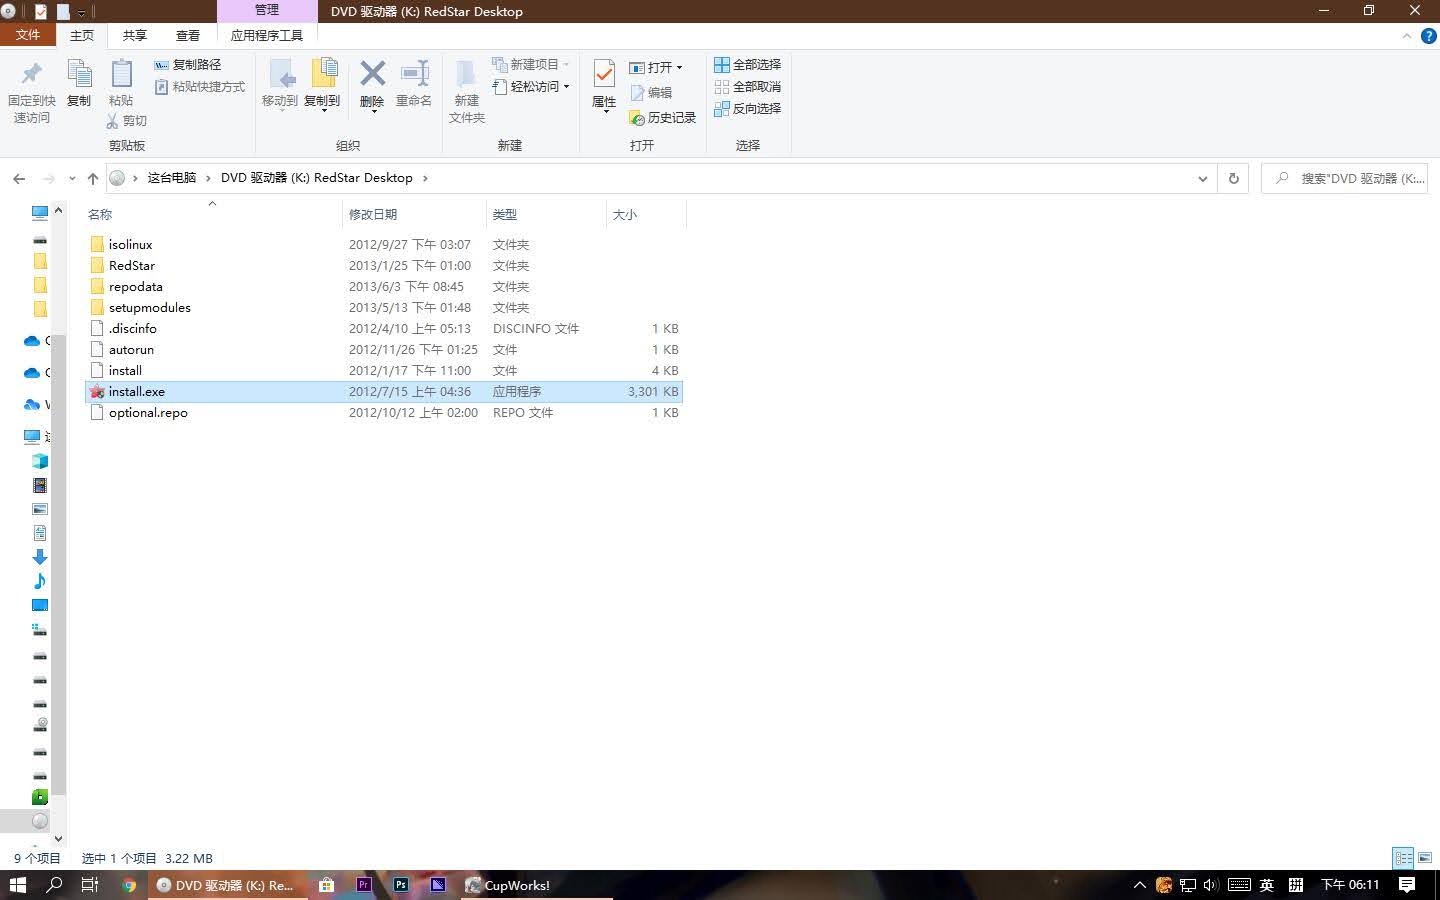 管理
DVD 驱动器 (K:) RedStar Desktop
文件 主页 共享 查看 应用程序工具
固定到快速访问
复制
粘贴
复制路径
粘贴快捷方式
剪切
剪贴板
移动到
复制到
删除
重命名
组织
新建文件夹
新建项目
轻松访问
新建
属性
打开
编辑
历史记录
打开
全部选择
全部取消
反向选择
选择
这台电脑 DVD 驱动器 (K:) RedStar Desktop
搜索"DVD 驱动器 (K:...
名称 修改日期 类型 大小
isolinux 2012/9/27 下午 03:07 文件夹
RedStar 2013/1/25 下午 01:00 文件夹
repodata 2013/6/3 下午 08:45 文件夹
setupmodules 2013/5/13 下午 01:48 文件夹
.discinfo 2012/4/10 上午 05:13 DISCINFO 文件 1 KB
autorun 2012/11/26 下午 01:25 文件 1 KB
install 2012/1/17 下午 11:00 文件 4 KB
install.exe 2012/7/15 上午 04:36 应用程序 3,301 KB
optional.repo 2012/10/12 上午 02:00 REPO 文件 1 KB
9 个项目 选中 1 个项目 3.22 MB
DVD 驱动器 (K:) Re...
Pr
Ps
CupWorks!
英
拼
下午 06:11